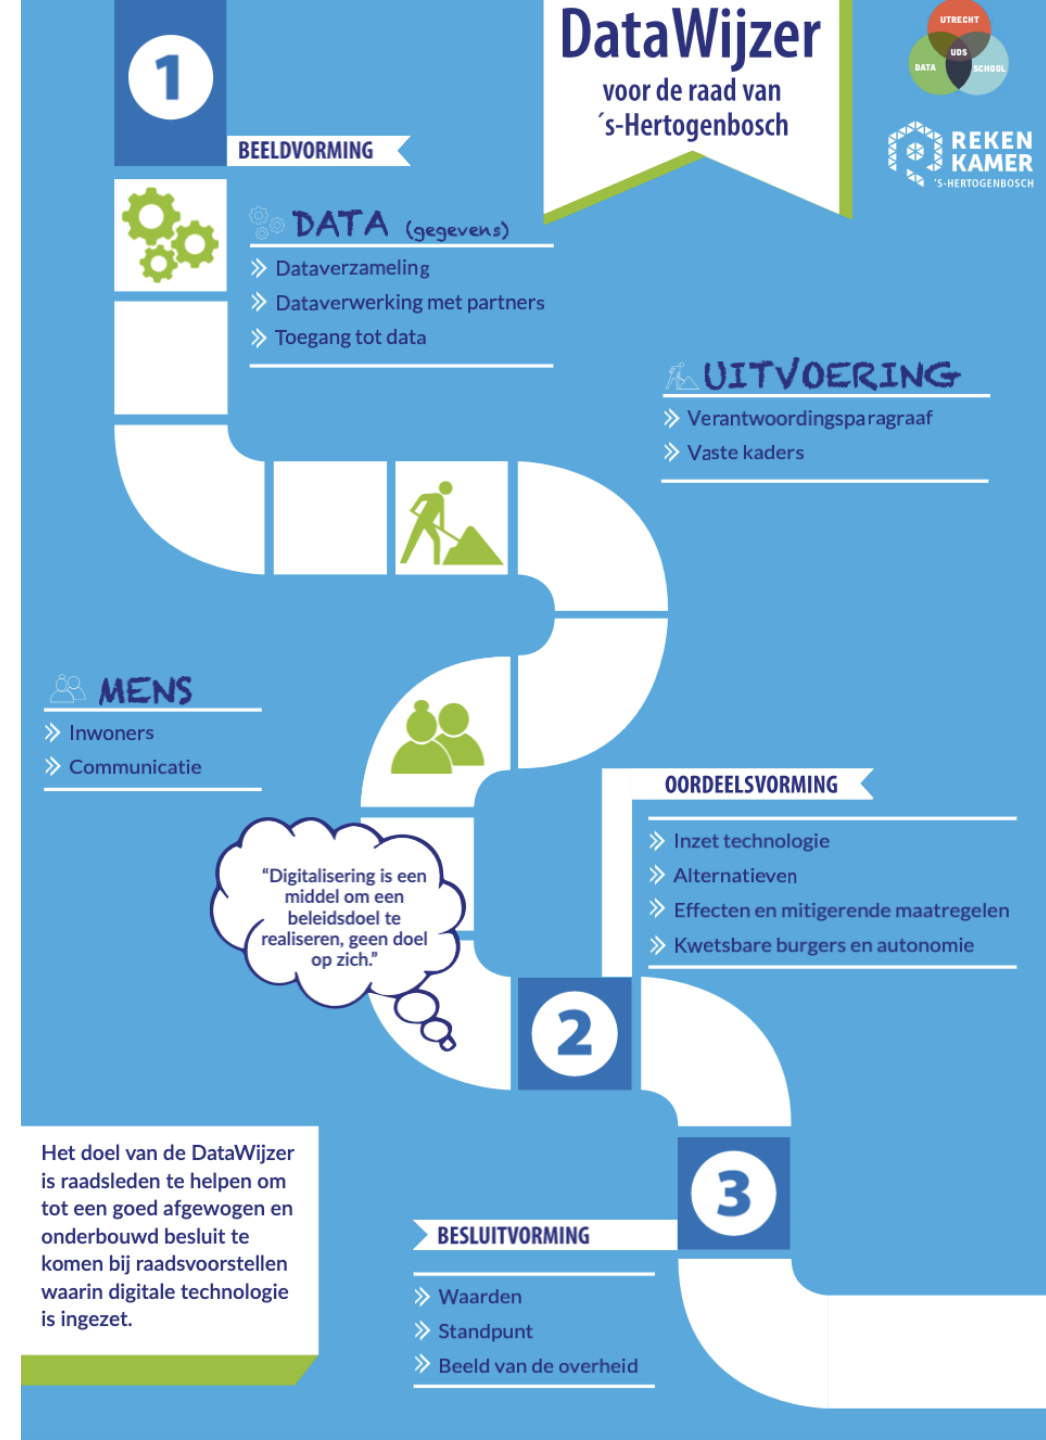 DataWijzer
voor de raad van
´s-Hertogenbosch
UTRECHT
UDS
DATA
SCHOOL
REKEN
KAMER
'S-HERTOGENBOSCH
1
BEELDVORMING
DATA (gegevens)
Dataverzameling
Dataverwerking met partners
Toegang tot data
UITVOERING
Verantwoordingsparagraaf
Vaste kaders
MENS
Inwoners
Communicatie
"Digitalisering is een
middel om een
beleidsdoel te
realiseren, geen doel
op zich."
OORDEELSVORMING
Inzet technologie
Alternatieven
Effecten en mitigerende maatregelen
Kwetsbare burgers en autonomie
2
3
BESLUITVORMING
Waarden
Standpunt
Beeld van de overheid
Het doel van de DataWijzer
is raadsleden te helpen om
tot een goed afgewogen en
onderbouwd besluit te
komen bij raadsvoorstellen
waarin digitale technologie
is ingezet.